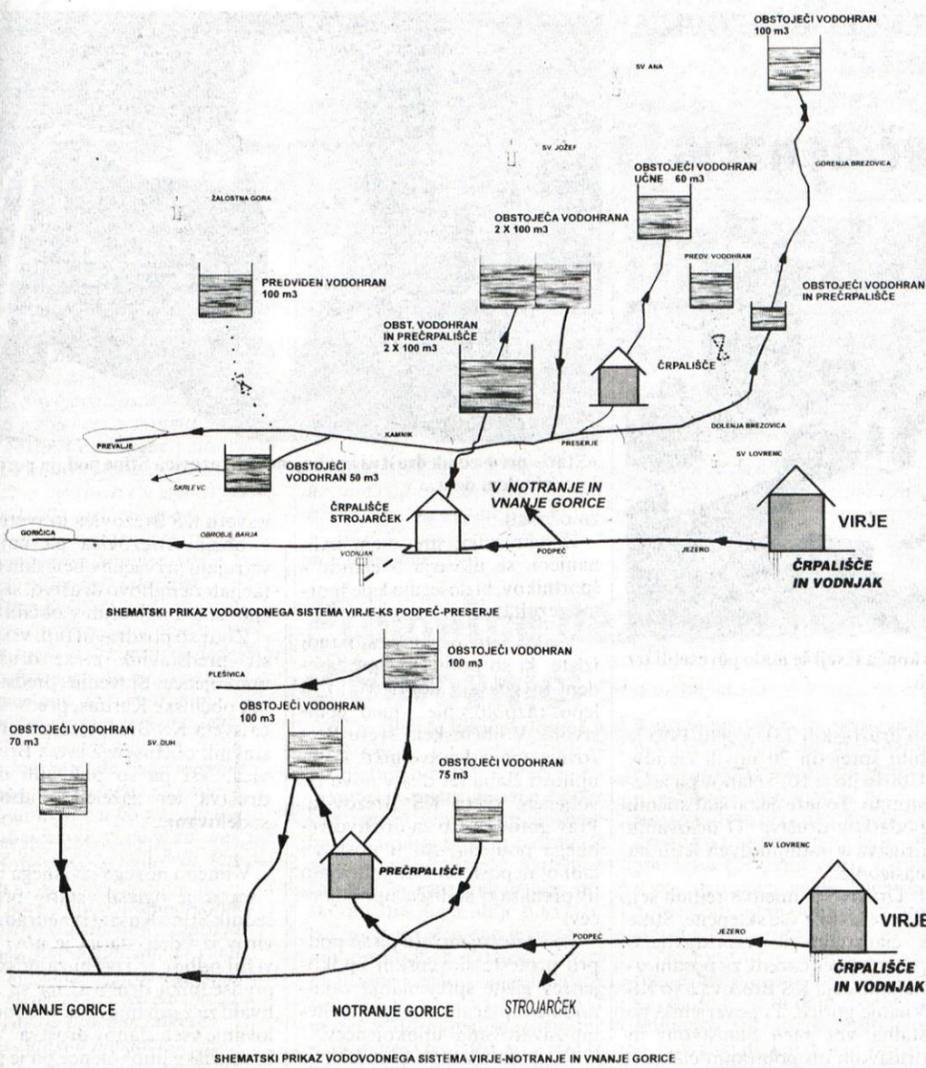 OBSTOJEČI VODOHRAN
100 m3
SV. ANA
SV. JOŽEF
GORENJA BREZOVICA
OBSTOJEČI VODOHRAN
UČNE 60 m3
ŽALOSTNA GORA
OBSTOJEČA VODOHRANA
2 X 100 m3
PREDV. VODOHRAN
PREDVIDEN VODOHRAN
100 m3
OBSTOJEČI VODOHRAN
IN PREČRPALIŠČE
OBST. VODOHRAN
IN PREČRPALIŠČE
2 X 100 m3
ČRPALIŠČE
DOLENJA BREZOVICA
KAMNIK
PRESERJE
PREVALJE
SV LOVRENC
OBSTOJEČI
VODOHRAN 50 m3
ŠKRLEVC
V NOTRANJE IN
VNANJE GORICE
ČRPALIŠČE
STROJARČEK
VIRJE
GORIČICA
OBROBJE BARJA
VODNJAK
PODPEČ
JEZERO
ČRPALIŠČE
IN VODNJAK
SHEMATSKI PRIKAZ VODOVODNEGA SISTEMA VIRJE-KS PODPEČ-PRESERJE
OBSTOJEČI VODOHRAN
100 m3
PLEŠIVICA
OBSTOJEČI VODOHRAN
100 m3
OBSTOJEČI VODOHRAN
70 m3
SV. DUH
OBSTOJEČI VODOHRAN
75 m3
SV LOVRENC
PREČRPALIŠČE
VIRJE
PODPEČ
JEZERO
ČRPALIŠČE
IN VODNJAK
VNANJE GORICE
NOTRANJE GORICE
STROJARČEK
SHEMATSKI PRIKAZ VODOVODNEGA SISTEMA VIRJE-NOTRANJE IN VNANJE GORICE